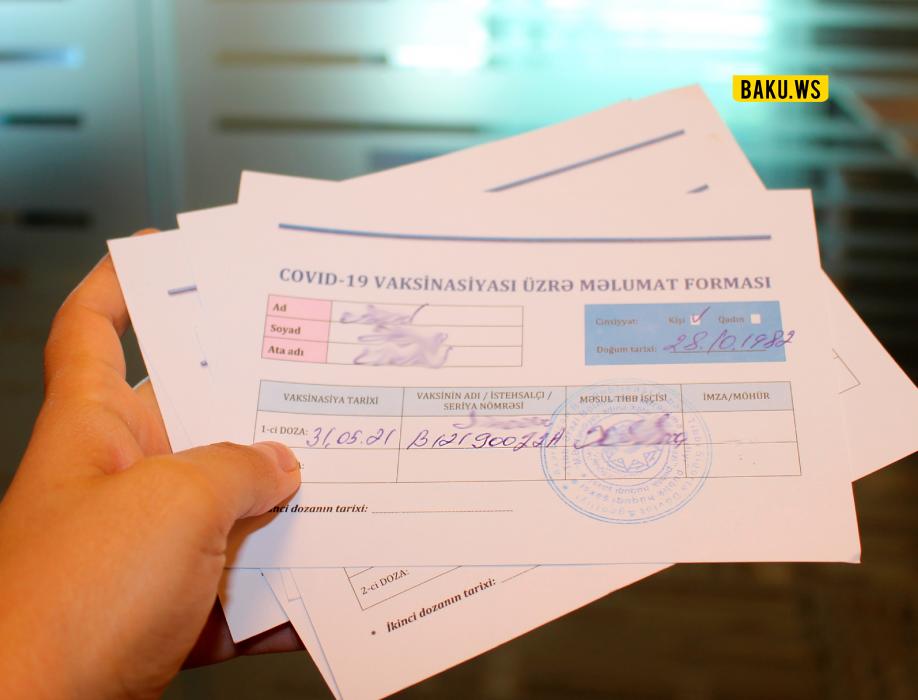 BAKU.WS
COVID-19 VAKSİNASİYASI ÜZRƏ MƏLUMAT FORMASI
Ad
Soyad
Ata adı
Cinsiyyət: Kişi ✓ Qadın
Doğum tarixi: 28.10.1982
VAKSİNASİYA TARİXİ
VAKSİNİN ADI / İSTEHSALÇI / SERİYA NÖMRƏSİ
MƏSUL TİBB İŞÇİSİ
İMZA/MÖHÜR
1-ci DOZA: 31.05.21
dozanın tarixi:
2-ci DOZA:
• İkinci dozanın tarixi: